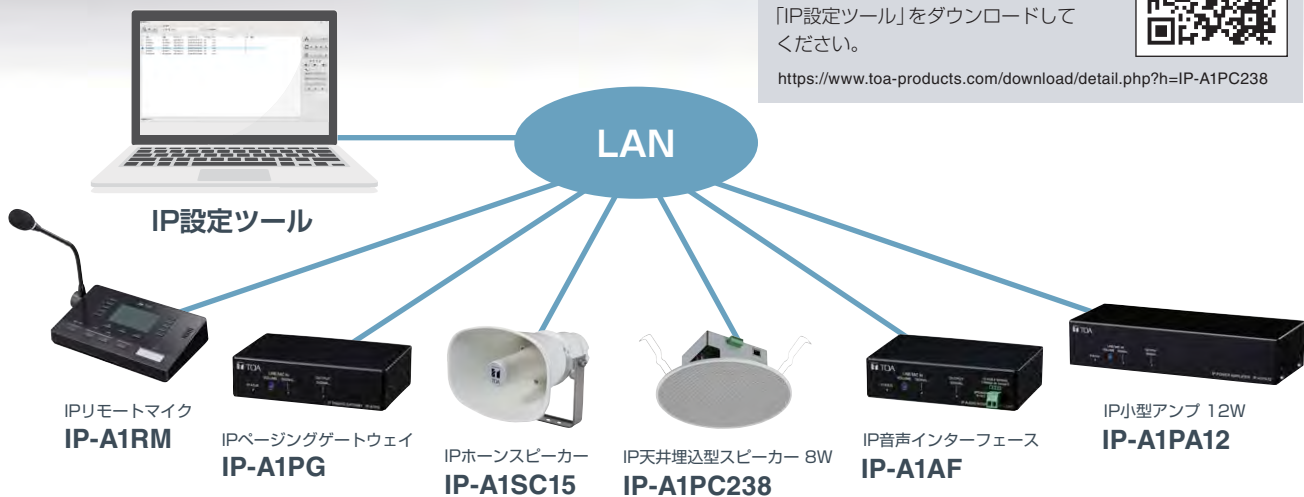 「IP設定ツール」をダウンロードして
ください。
https://www.toa-products.com/download/detail.php?h=IP-A1PC238
LAN
IP設定ツール
IPリモートマイク
IP-A1RM
TOA
IPページングゲートウェイ
IP-A1PG
TOA
IPホーンスピーカー
IP-A1SC15
IP天井埋込型スピーカー 8W
IP-A1PC238
TOA
IP音声インターフェース
IP-A1AF
TOA
IP小型アンプ 12W
IP-A1PA12